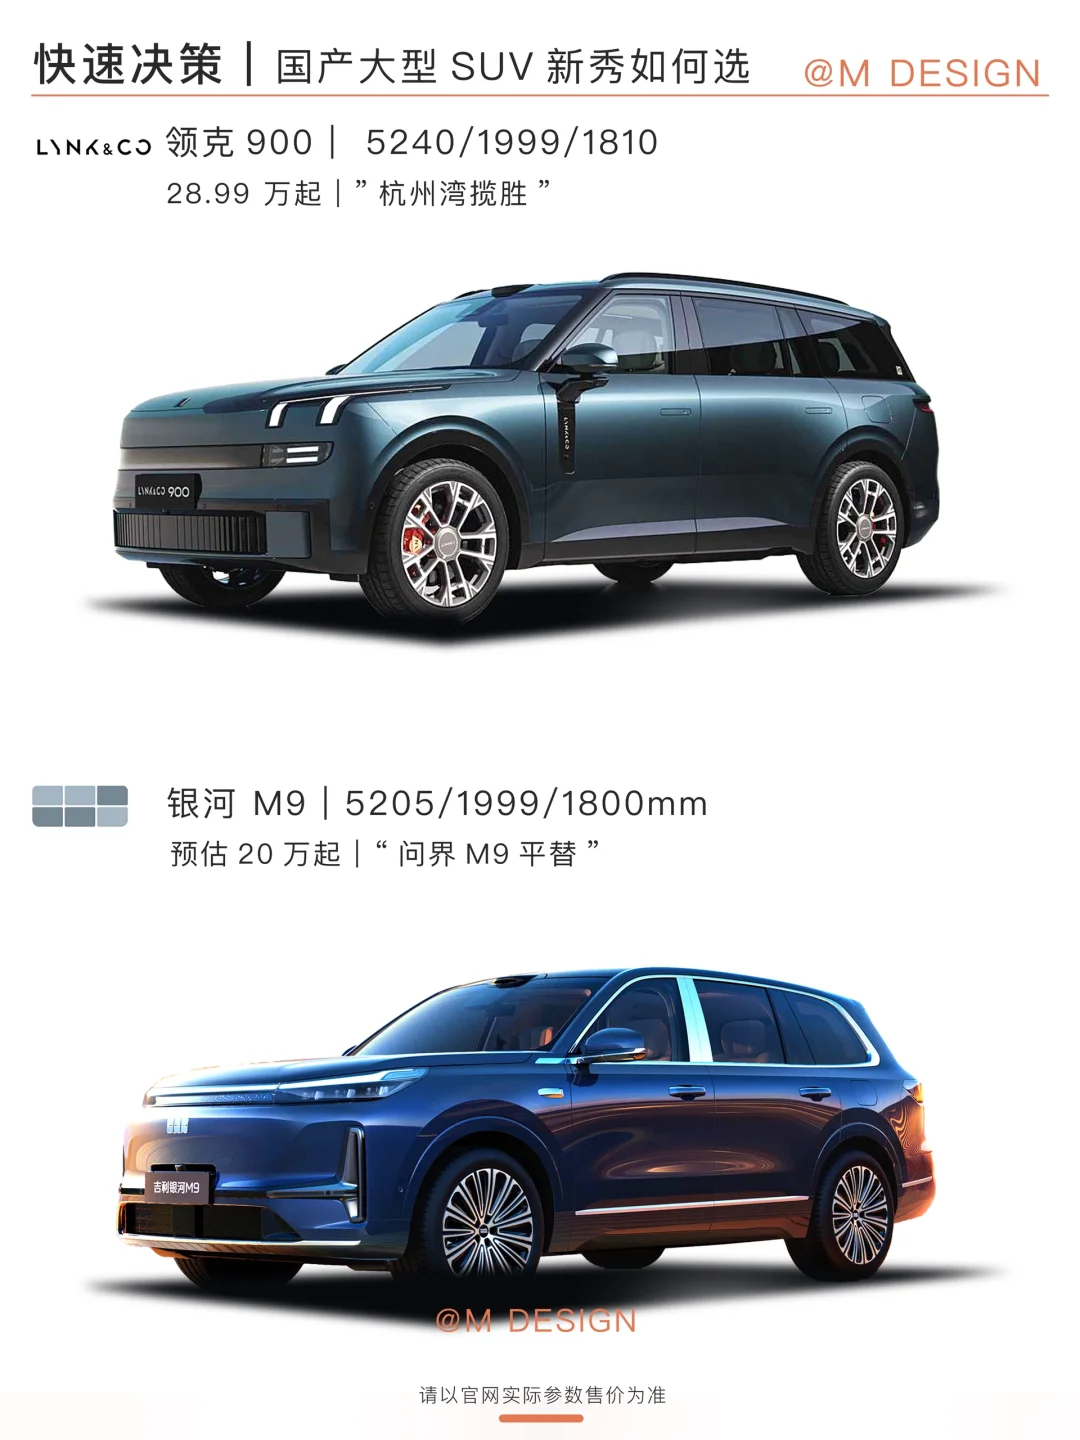 快速决策｜国产大型 SUV 新秀如何选 @M DESIGN
LYNK&CO 领克 900｜ 5240/1999/1810
28.99 万起｜” 杭州湾揽胜 ”
LYNK&CO
LYNK&CO 900
银河 M9｜5205/1999/1800mm
预估 20 万起｜“ 问界 M9 平替 ”
吉利银河M9
@M DESIGN
请以官网实际参数售价为准